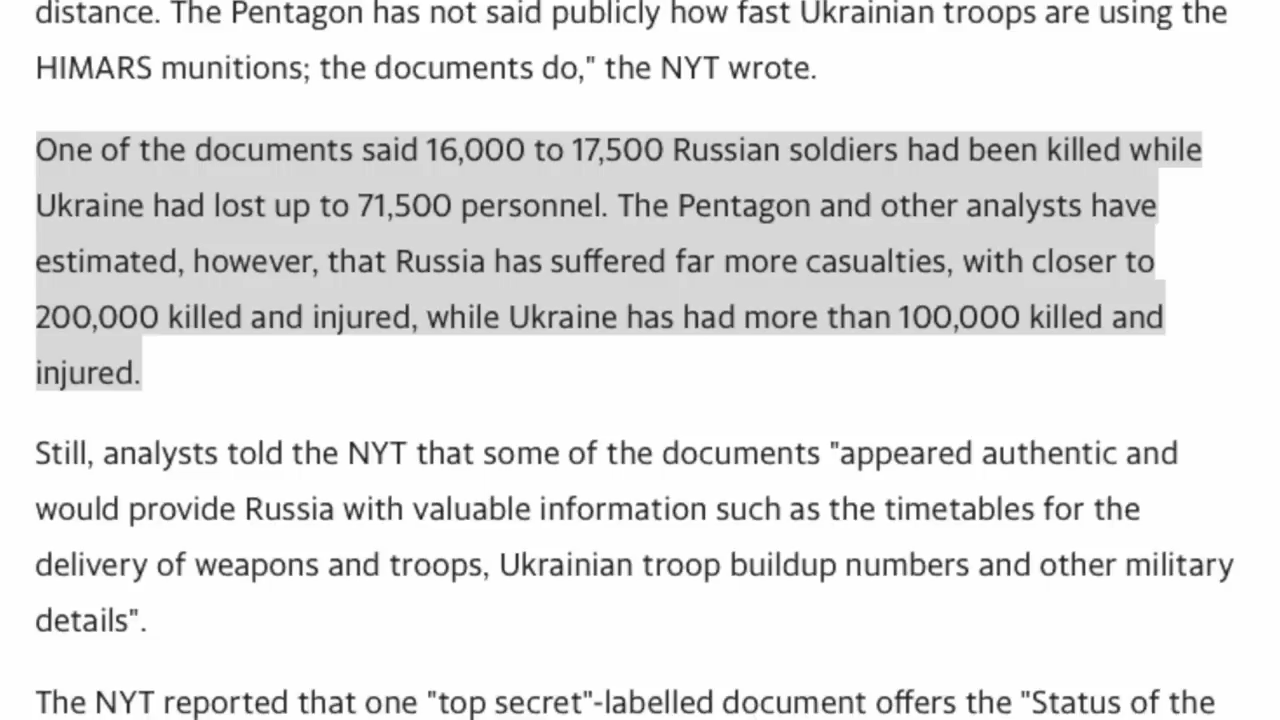 distance. The Pentagon has not said publicly how fast Ukrainian troops are using the
HIMARS munitions; the documents do," the NYT wrote.
One of the documents said 16,000 to 17,500 Russian soldiers had been killed while
Ukraine had lost up to 71,500 personnel. The Pentagon and other analysts have
estimated, however, that Russia has suffered far more casualties, with closer to
200,000 killed and injured, while Ukraine has had more than 100,000 killed and
injured.
Still, analysts told the NYT that some of the documents "appeared authentic and
would provide Russia with valuable information such as the timetables for the
delivery of weapons and troops, Ukrainian troop buildup numbers and other military
details".
The NYT reported that one "top secret"-labelled document offers the "Status of the